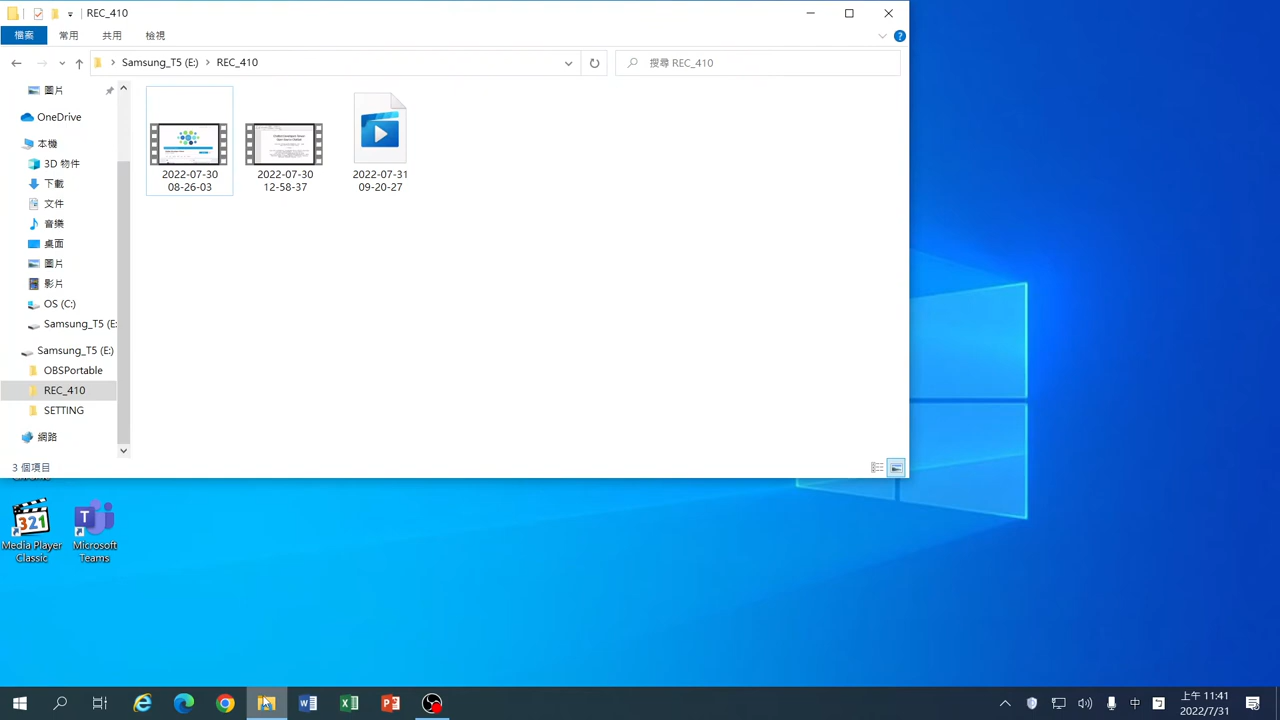 REC_410
檔案
常用
共用
檢視
Samsung_T5 (E:)
REC_410
搜尋 REC_410
圖片
OneDrive
本機
3D 物件
下載
文件
音樂
桌面
圖片
影片
OS (C:)
Samsung_T5 (E:
Samsung_T5 (E:)
OBSPortable
REC_410
SETTING
網路
2022-07-30
08-26-03
2022-07-30
12-58-37
2022-07-31
09-20-27
3 個項目
321
Media Player
Classic
Microsoft
Teams
中
上午 11:41
2022/7/31